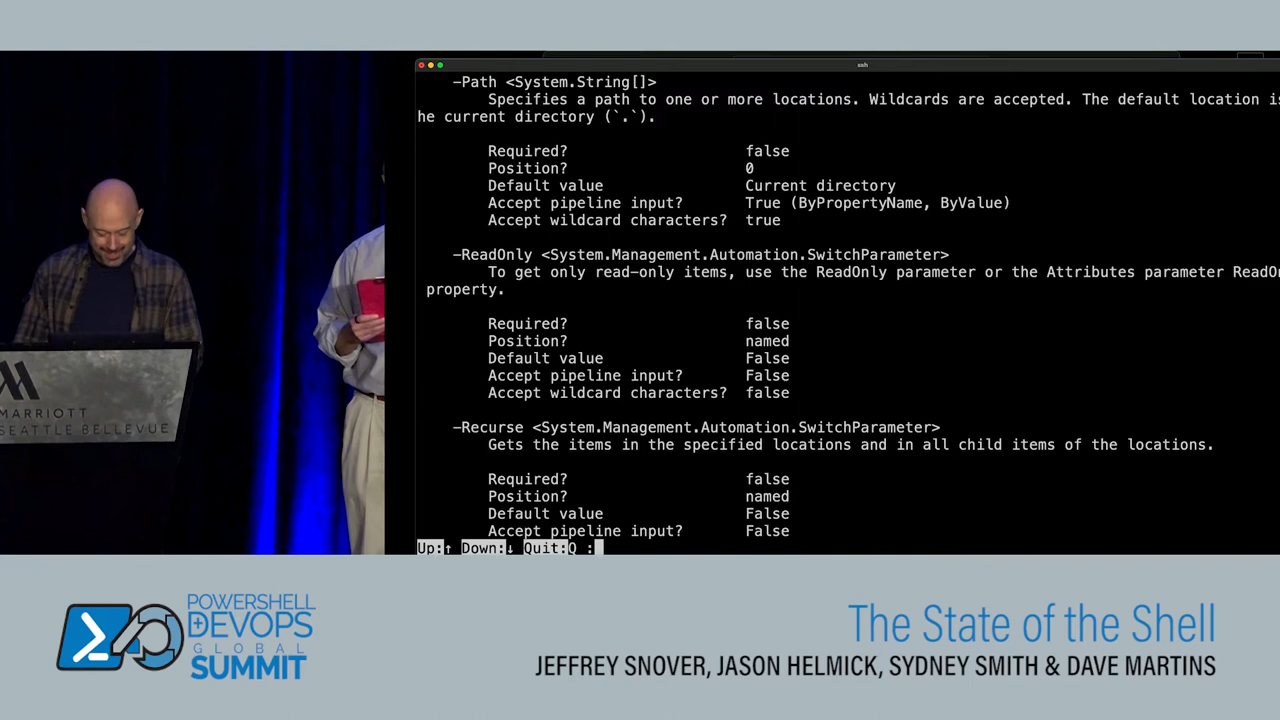 ssh
-Path <System.String[]>
Specifies a path to one or more locations. Wildcards are accepted. The default location is
he current directory (`.`).
Required? false
Position? 0
Default value Current directory
Accept pipeline input? True (ByPropertyName, ByValue)
Accept wildcard characters? true
-ReadOnly <System.Management.Automation.SwitchParameter>
To get only read-only items, use the ReadOnly parameter or the Attributes parameter ReadOn
property.
Required? false
Position? named
Default value False
Accept pipeline input? False
Accept wildcard characters? false
-Recurse <System.Management.Automation.SwitchParameter>
Gets the items in the specified locations and in all child items of the locations.
Required? false
Position? named
Default value False
Accept pipeline input? False
Up:↑ Down:↓ Quit:Q :
MARRIOTT
SEATTLE BELLEVUE
POWERSHELL
+DEVOPS
GLOBAL
SUMMIT
The State of the Shell
JEFFREY SNOVER, JASON HELMICK, SYDNEY SMITH & DAVE MARTINS